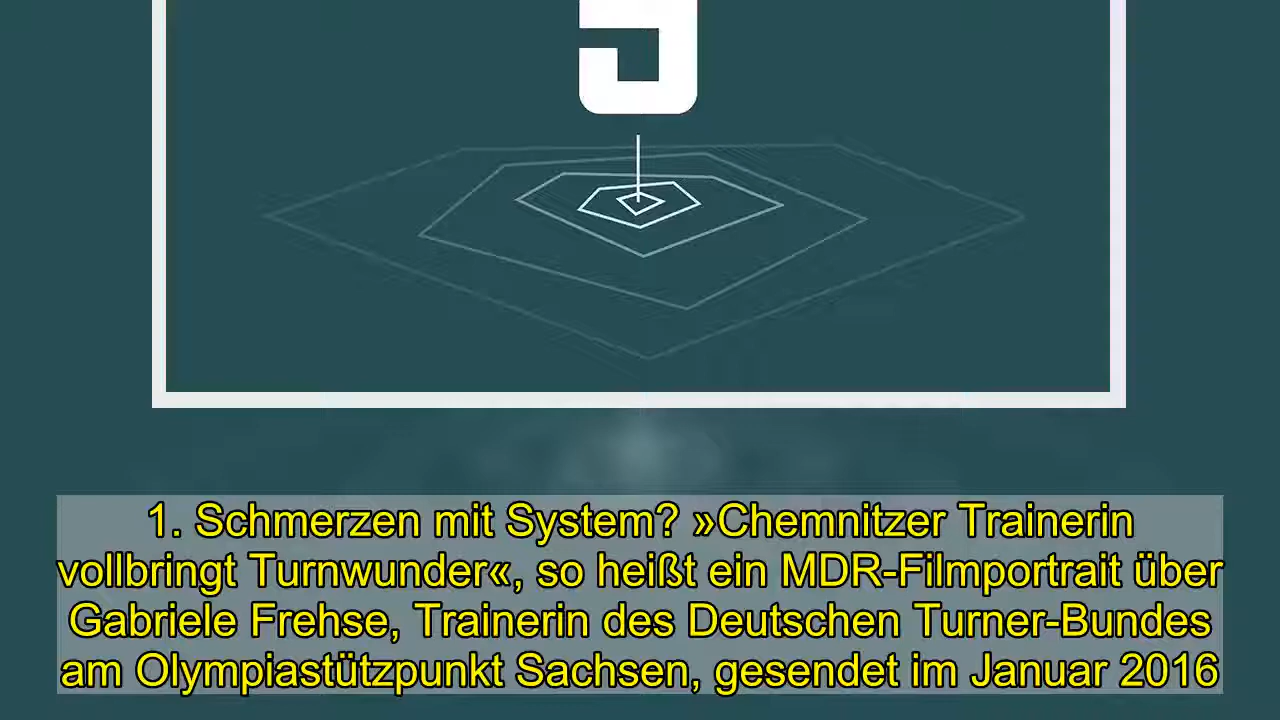 1. Schmerzen mit System? »Chemnitzer Trainerin
vollbringt Turnwunder«, so heißt ein MDR-Filmportrait über
Gabriele Frehse, Trainerin des Deutschen Turner-Bundes
am Olympiastützpunkt Sachsen, gesendet im Januar 2016